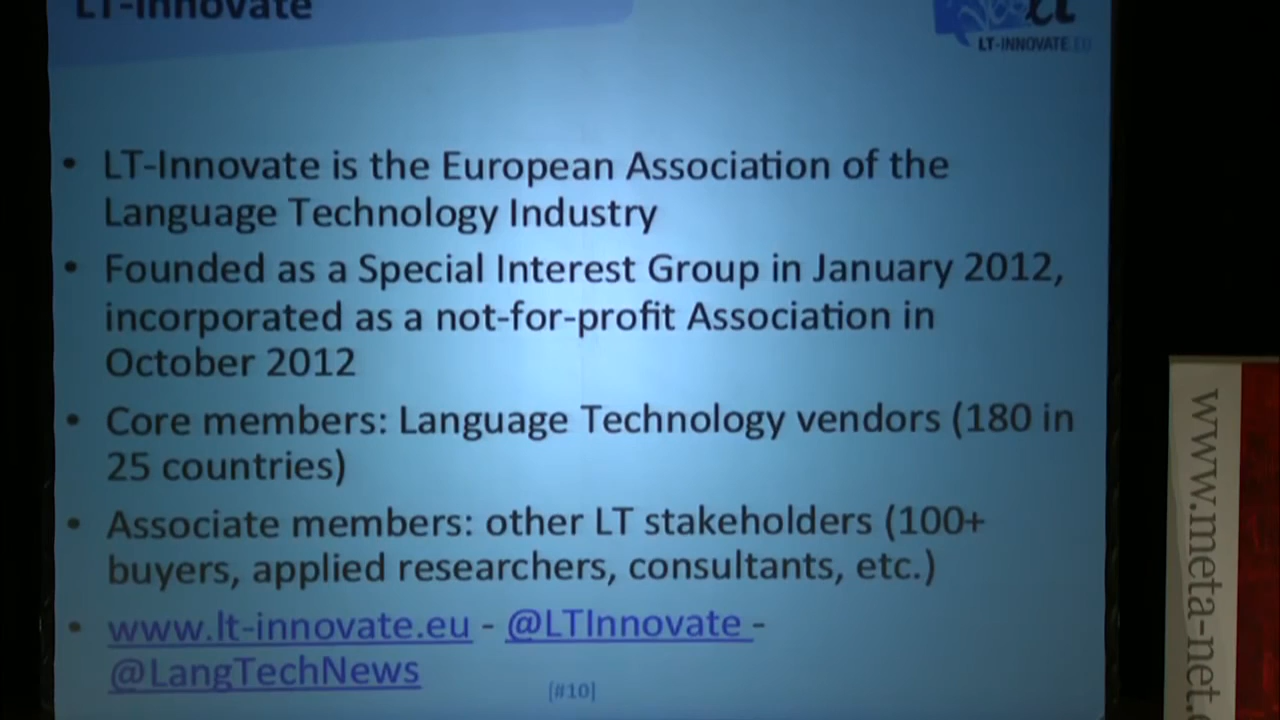 LT-Innovate
LT-INNOVATE.EU
• LT-Innovate is the European Association of the
Language Technology Industry
• Founded as a Special Interest Group in January 2012,
incorporated as a not-for-profit Association in
October 2012
• Core members: Language Technology vendors (180 in
25 countries)
• Associate members: other LT stakeholders (100+
buyers, applied researchers, consultants, etc.)
• www.lt-innovate.eu - @LTInnovate -
@LangTechNews
[#10]
www.meta-net.